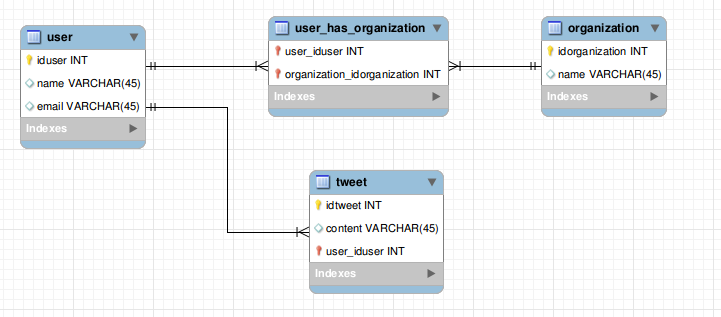 user
iduser INT
name VARCHAR(45)
email VARCHAR(45)
Indexes
user_has_organization
user_iduser INT
organization_idorganization INT
Indexes
organization
idorganization INT
name VARCHAR(45)
Indexes
tweet
idtweet INT
content VARCHAR(45)
user_iduser INT
Indexes